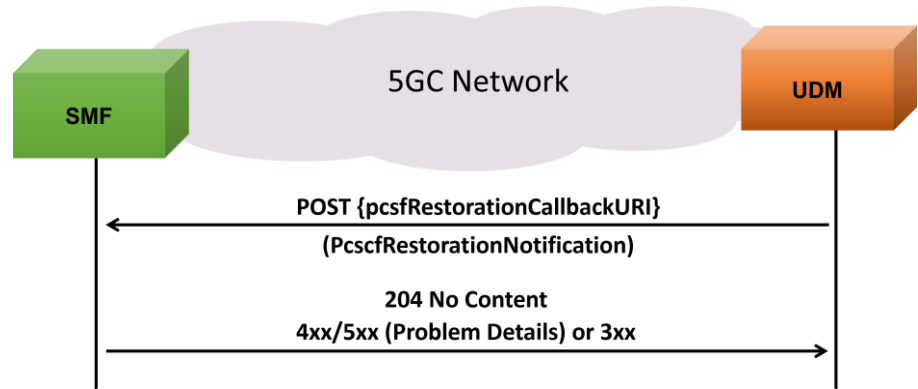 5GC Network
SMF
UDM
POST {pcsfRestorationCallbackURI}
(PcscfRestorationNotification)
204 No Content
4xx/5xx (Problem Details) or 3xx